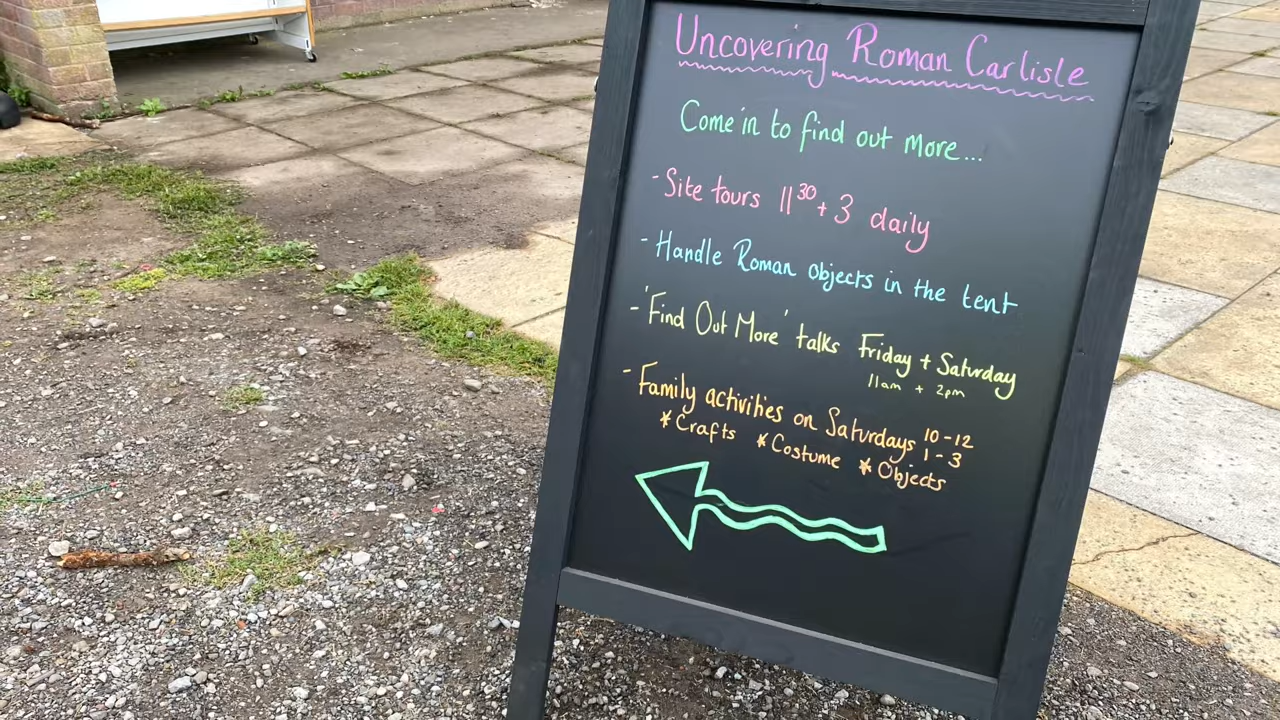 Uncovering Roman Carlisle
Come in to find out more...
- Site tours 11³⁰ + 3 daily
- Handle Roman objects in the tent
- 'Find Out More' talks Friday + Saturday
11am + 2pm
- Family activities on Saturdays 10-12
1-3
* Crafts * Costume * Objects